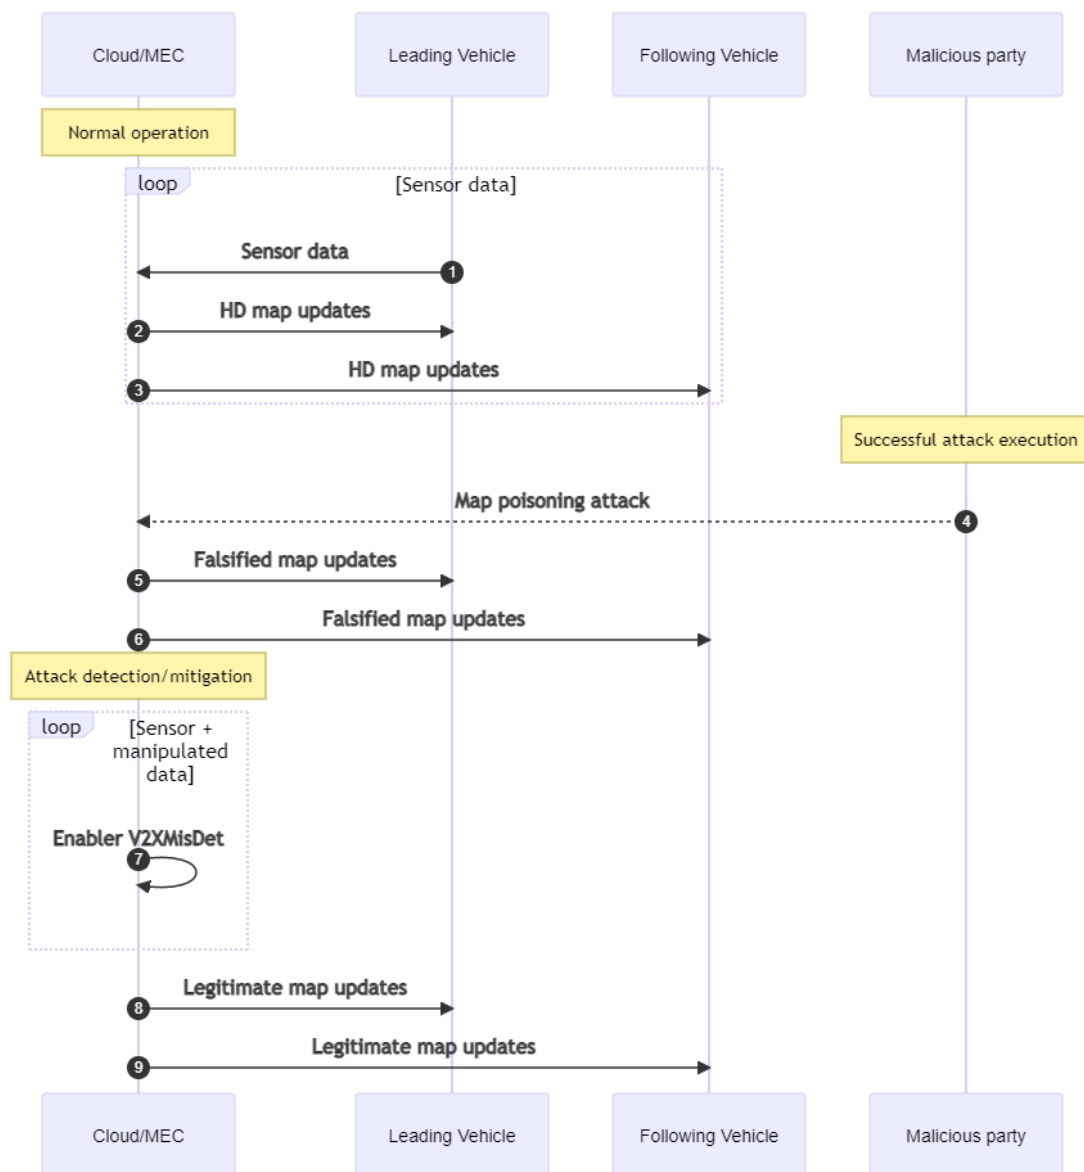 Cloud/MEC
Leading Vehicle
Following Vehicle
Malicious party
Normal operation
loop
[Sensor data]
Sensor data
1
HD map updates
2
HD map updates
3
Successful attack execution
Map poisoning attack
4
Falsified map updates
5
Falsified map updates
6
Attack detection/mitigation
loop
[Sensor +
manipulated
data]
Enabler V2XMisDet
7
Legitimate map updates
8
Legitimate map updates
9
Cloud/MEC
Leading Vehicle
Following Vehicle
Malicious party